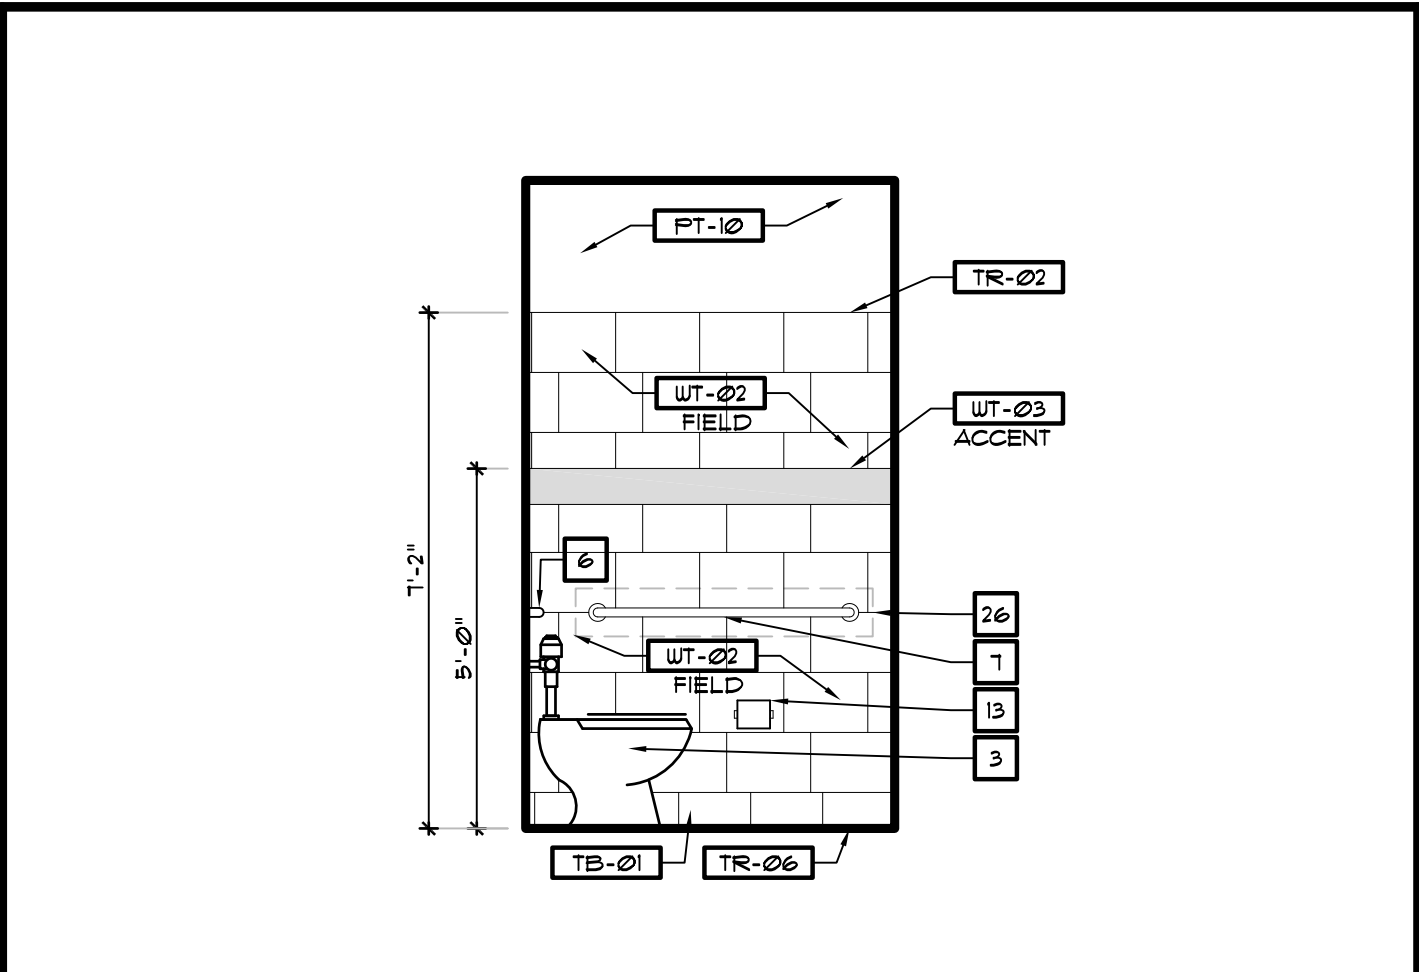 PT-10
TR-02
WT-02
FIELD
WT-03
ACCENT
7'-2"
5'-0"
6
26
WT-02
FIELD
7
13
3
TB-01
TR-06